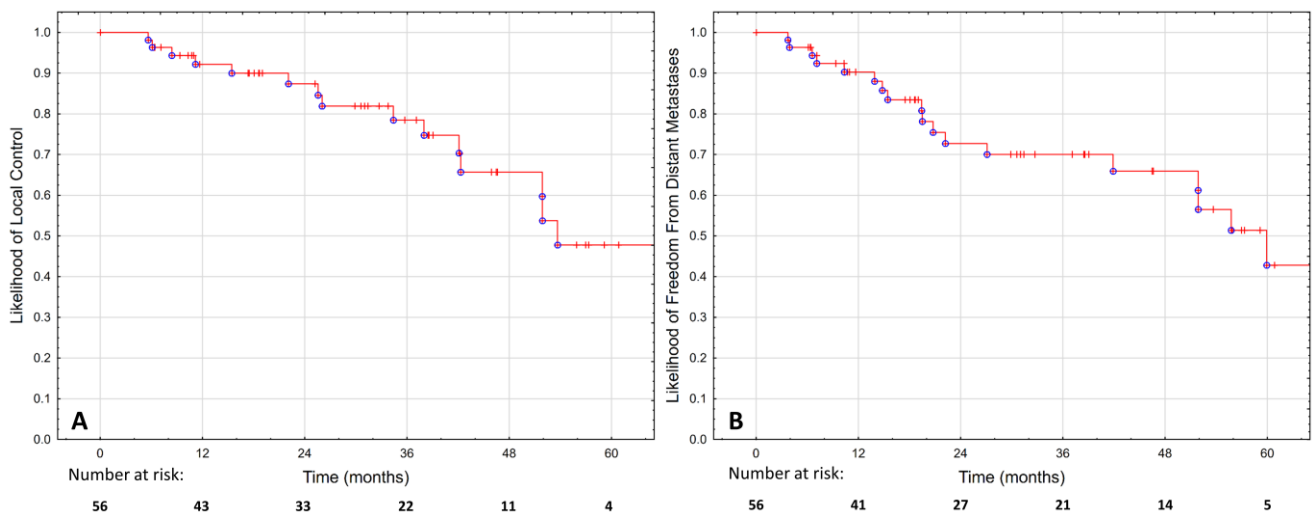 Likelihood of Local Control
1.0
0.9
0.8
0.7
0.6
0.5
0.4
0.3
0.2
0.1
0.0
A
0 12 24 36 48 60
Number at risk: Time (months)
56 43 33 22 11 4
Likelihood of Freedom From Distant Metastases
1.0
0.9
0.8
0.7
0.6
0.5
0.4
0.3
0.2
0.1
0.0
B
0 12 24 36 48 60
Number at risk: Time (months)
56 41 27 21 14 5